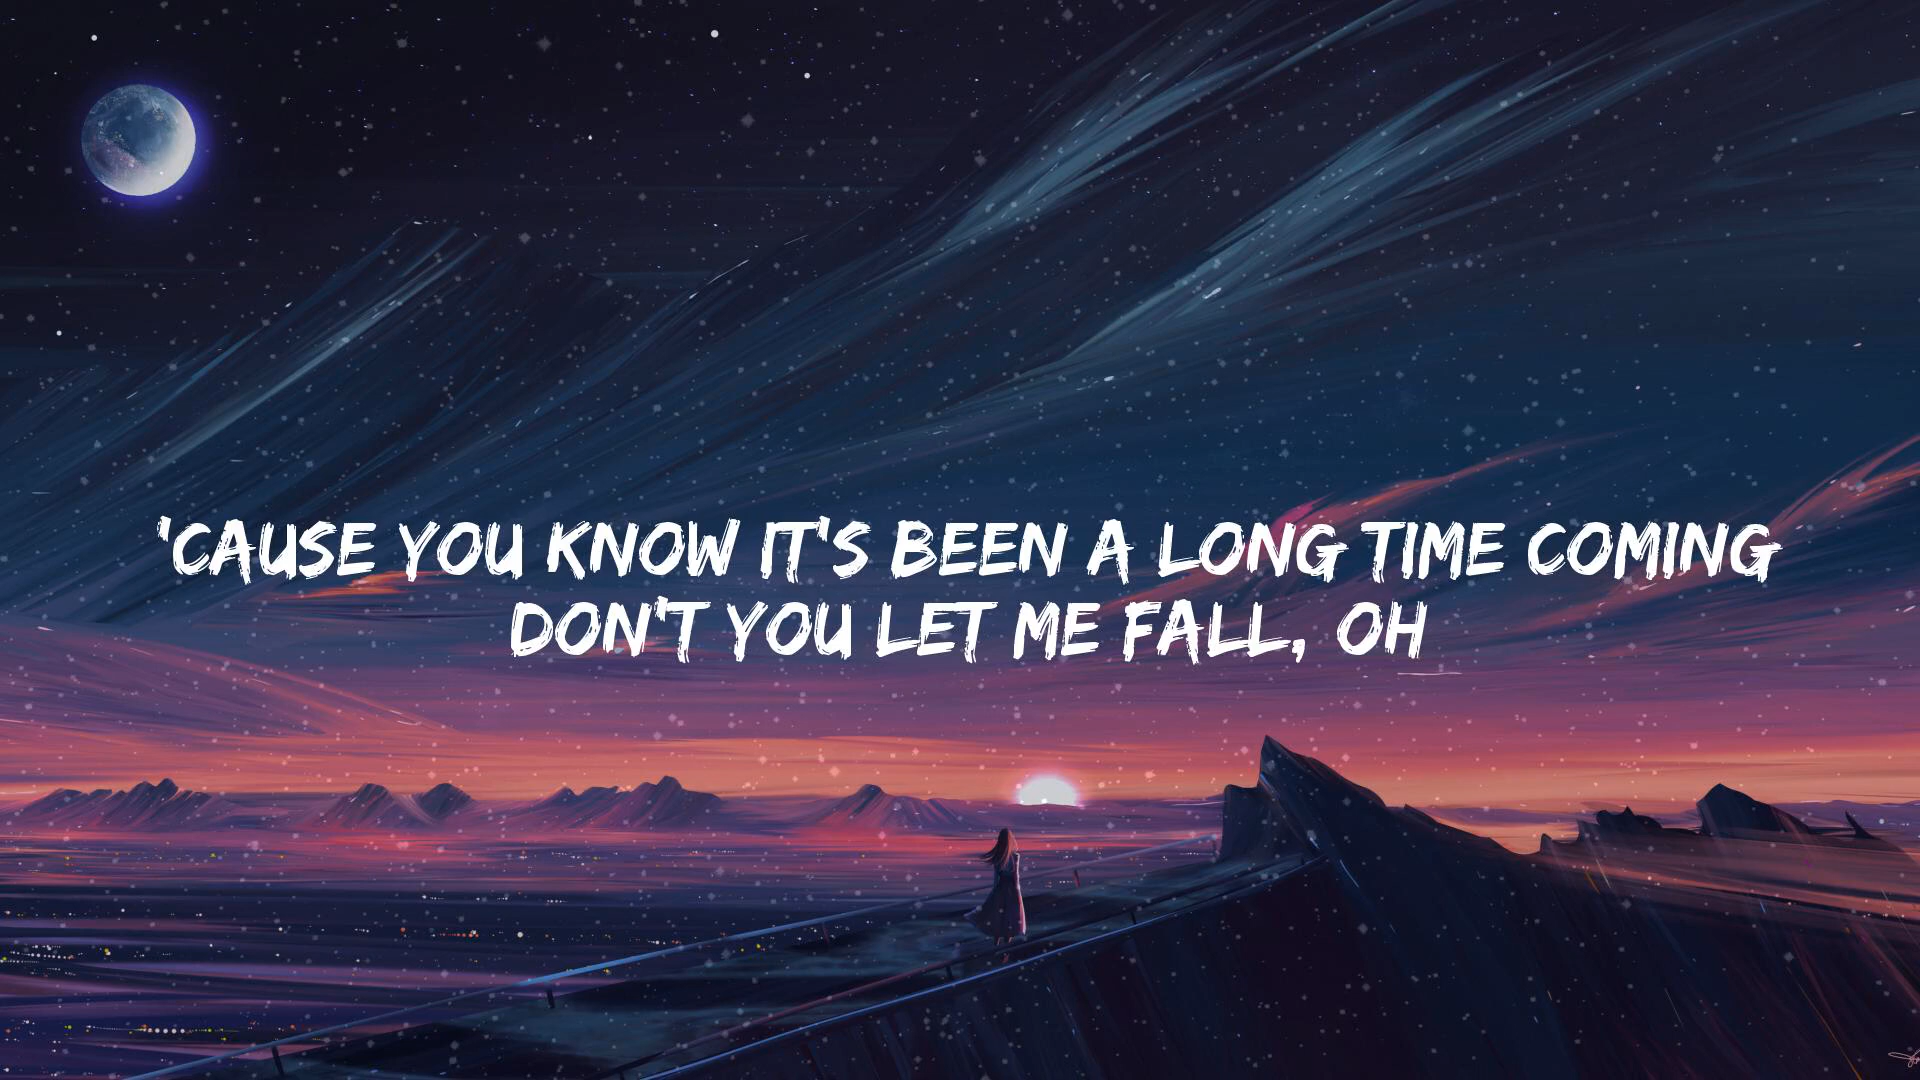 'CAUSE YOU KNOW IT'S BEEN A LONG TIME COMING
DON'T YOU LET ME FALL, OH